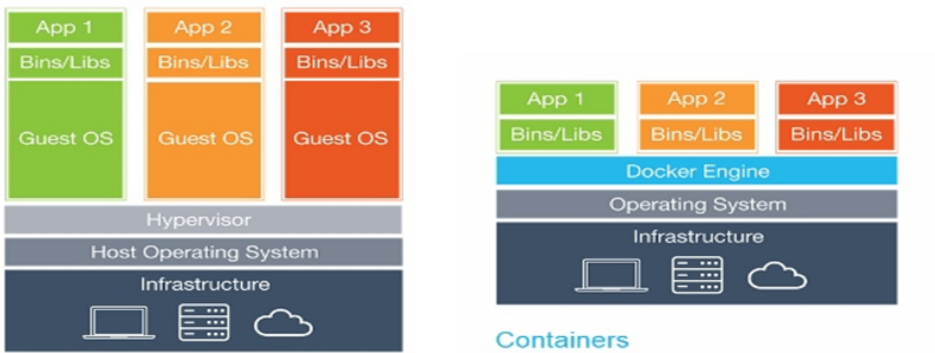 App 1 App 2 App 3
Bins/Libs Bins/Libs Bins/Libs
Guest OS Guest OS Guest OS
Hypervisor
Host Operating System
Infrastructure
App 1 App 2 App 3
Bins/Libs Bins/Libs Bins/Libs
Docker Engine
Operating System
Infrastructure
Containers